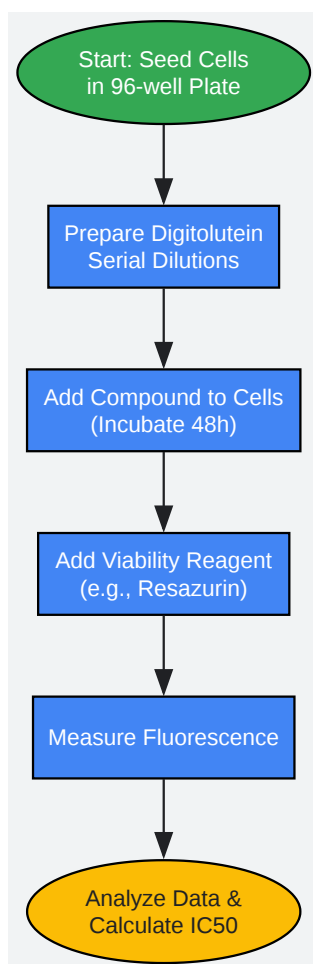 Start: Seed Cells
in 96-well Plate
Prepare Digitolutein
Serial Dilutions
Add Compound to Cells
(Incubate 48h)
Add Viability Reagent
(e.g., Resazurin)
Measure Fluorescence
Analyze Data &
Calculate IC50